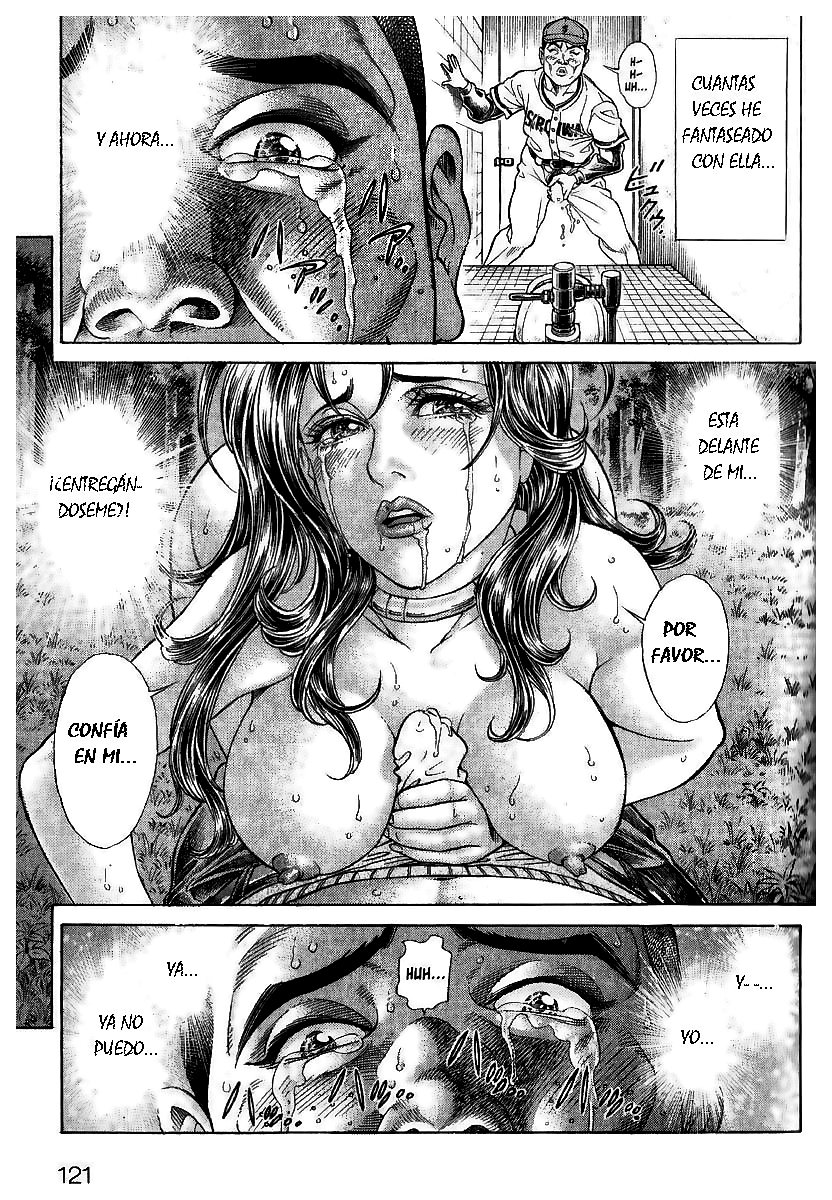 CUANTAS
VECES HE
FANTASEADO
CON ELLA...
H-
H-
UH...
Y AHORA...
ESTA
DELANTE
DE MI...
¡¿ENTREGÁN-
DOSEME?!
POR
FAVOR...
CONFÍA
EN MI...
Y- -...
YO...
HUH...
YA...
YA NO
PUEDO...
121